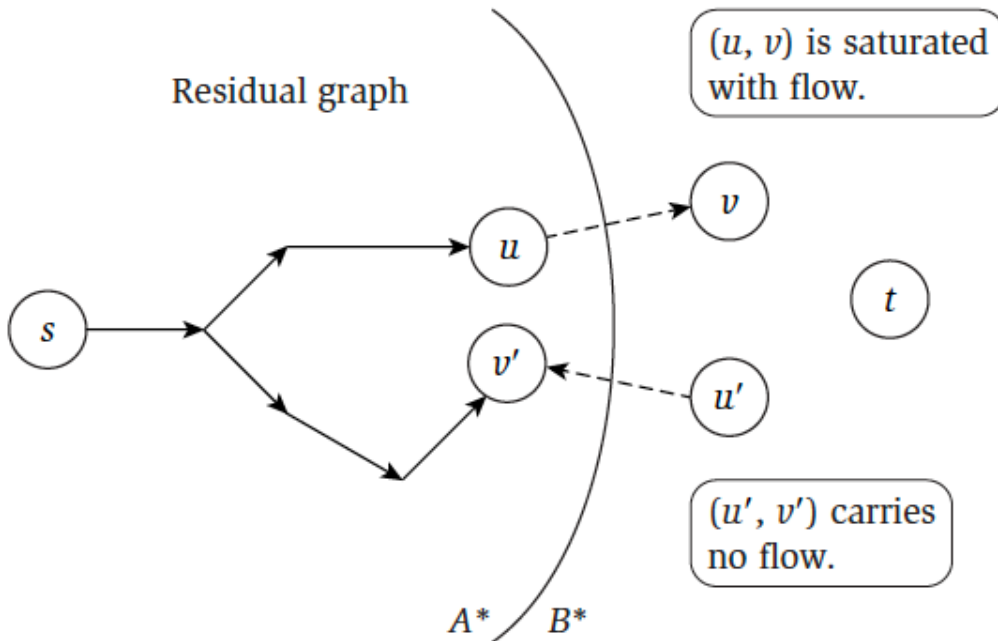 (u, v) is saturated
with flow.
Residual graph
v
u
t
s
v′
u′
(u′, v′) carries
no flow.
A* B*